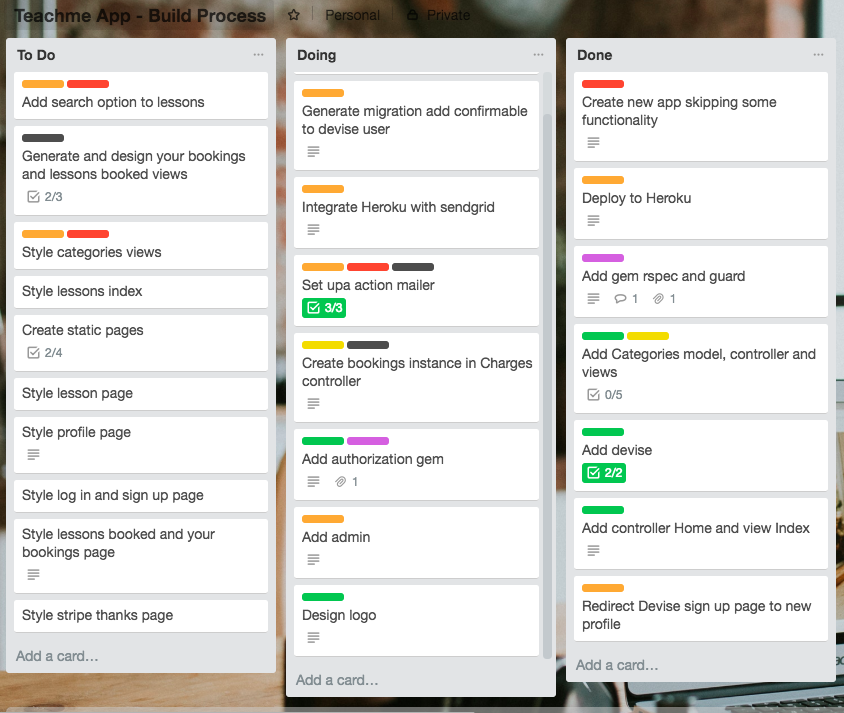 Teachme App - Build Process
Personal
Private
To Do
Add search option to lessons
Generate and design your bookings
and lessons booked views
2/3
Style categories views
Style lessons index
Create static pages
2/4
Style lesson page
Style profile page
Style log in and sign up page
Style lessons booked and your
bookings page
Style stripe thanks page
Add a card…
Doing
Generate migration add confirmable
to devise user
Integrate Heroku with sendgrid
Set upa action mailer
3/3
Create bookings instance in Charges
controller
Add authorization gem
1
Add admin
Design logo
Add a card…
Done
Create new app skipping some
functionality
Deploy to Heroku
Add gem rspec and guard
1 1
Add Categories model, controller and
views
0/5
Add devise
2/2
Add controller Home and view Index
Redirect Devise sign up page to new
profile
Add a card…